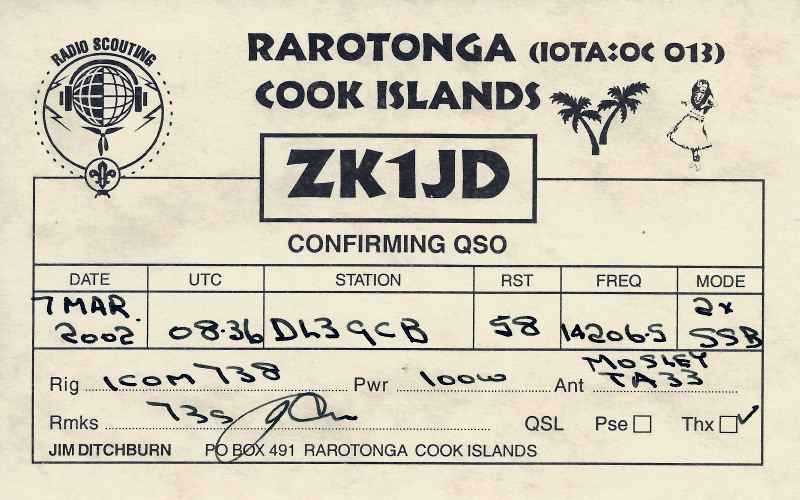 RADIO SCOUTING
RAROTONGA (IOTA:OC 013)
COOK ISLANDS
ZK1JD
CONFIRMING QSO
DATE UTC STATION RST FREQ MODE
7 MAR. 2002 08.36 DL3GCB 58 14206.5 2x SSB
Rig ICOM 738 Pwr 100W Ant MOSLEY TA33
Rmks 73s QSL Pse Thx ✓
JIM DITCHBURN PO BOX 491 RAROTONGA COOK ISLANDS